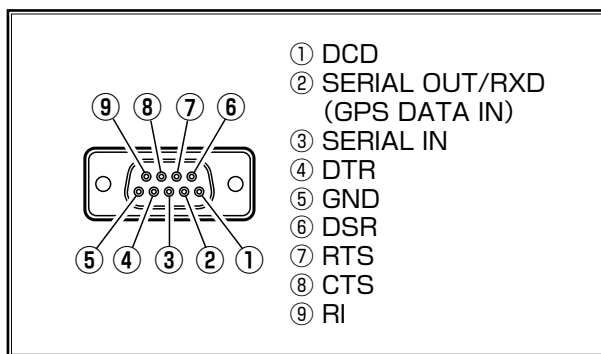 ⑨ ⑧ ⑦ ⑥
⑤ ④ ③ ② ①
① DCD
② SERIAL OUT/RXD
(GPS DATA IN)
③ SERIAL IN
④ DTR
⑤ GND
⑥ DSR
⑦ RTS
⑧ CTS
⑨ RI